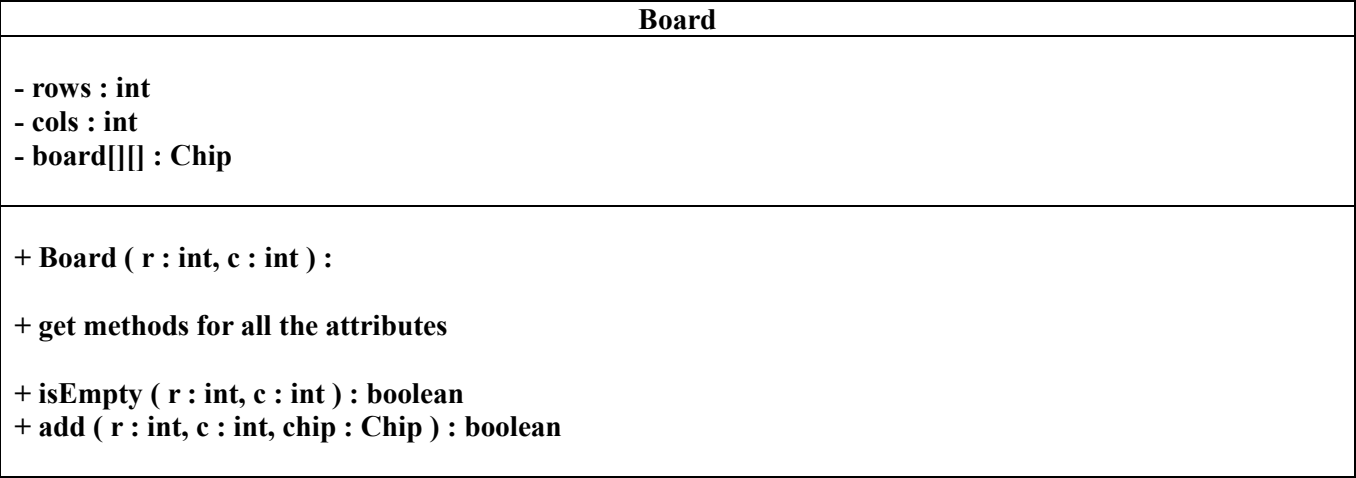 Board
- rows : int
- cols : int
- board[][] : Chip
+ Board ( r : int, c : int ) :
+ get methods for all the attributes
+ isEmpty ( r : int, c : int ) : boolean
+ add ( r : int, c : int, chip : Chip ) : boolean